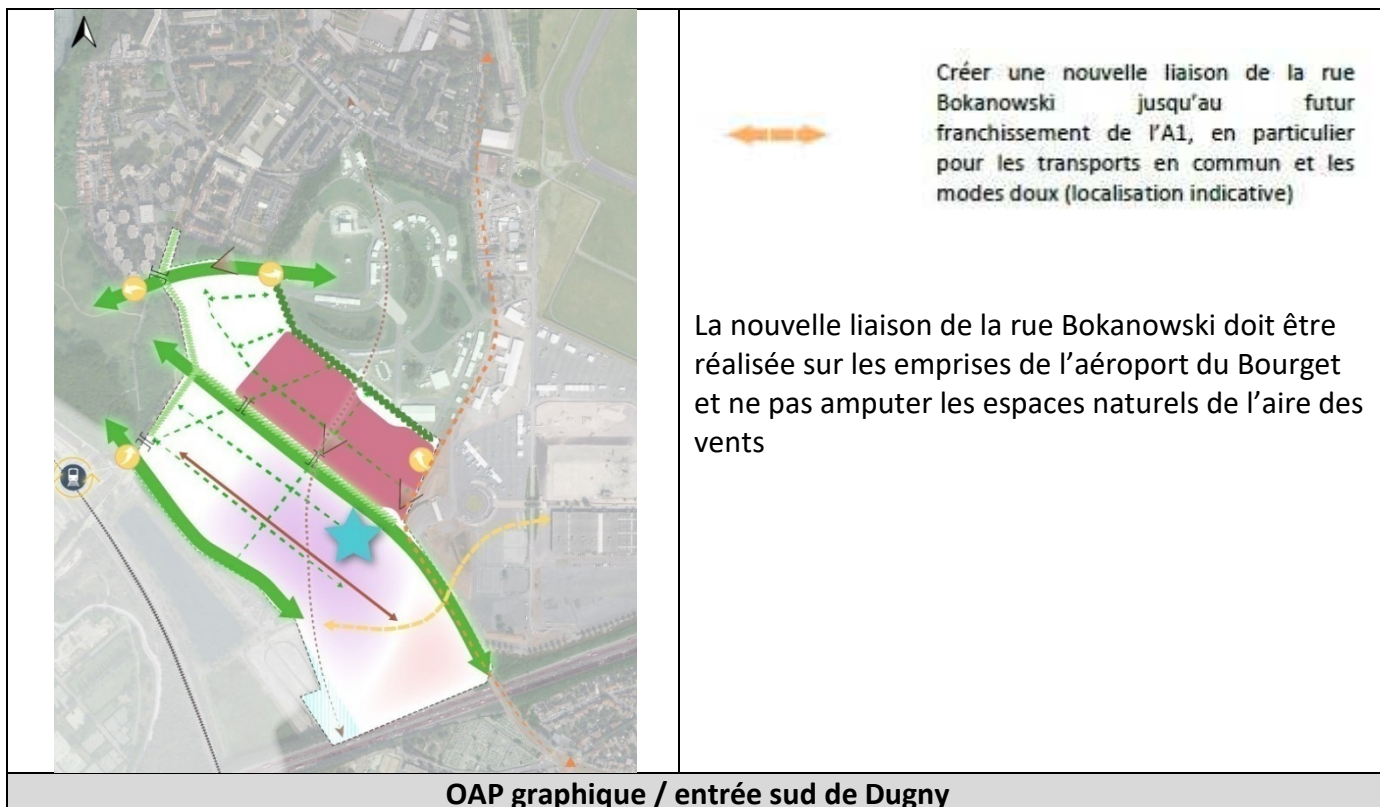 Créer une nouvelle liaison de la rue
Bokanowski jusqu'au futur
franchissement de l'A1, en particulier
pour les transports en commun et les
modes doux (localisation indicative)
La nouvelle liaison de la rue Bokanowski doit être
réalisée sur les emprises de l’aéroport du Bourget
et ne pas amputer les espaces naturels de l’aire des
vents
OAP graphique / entrée sud de Dugny